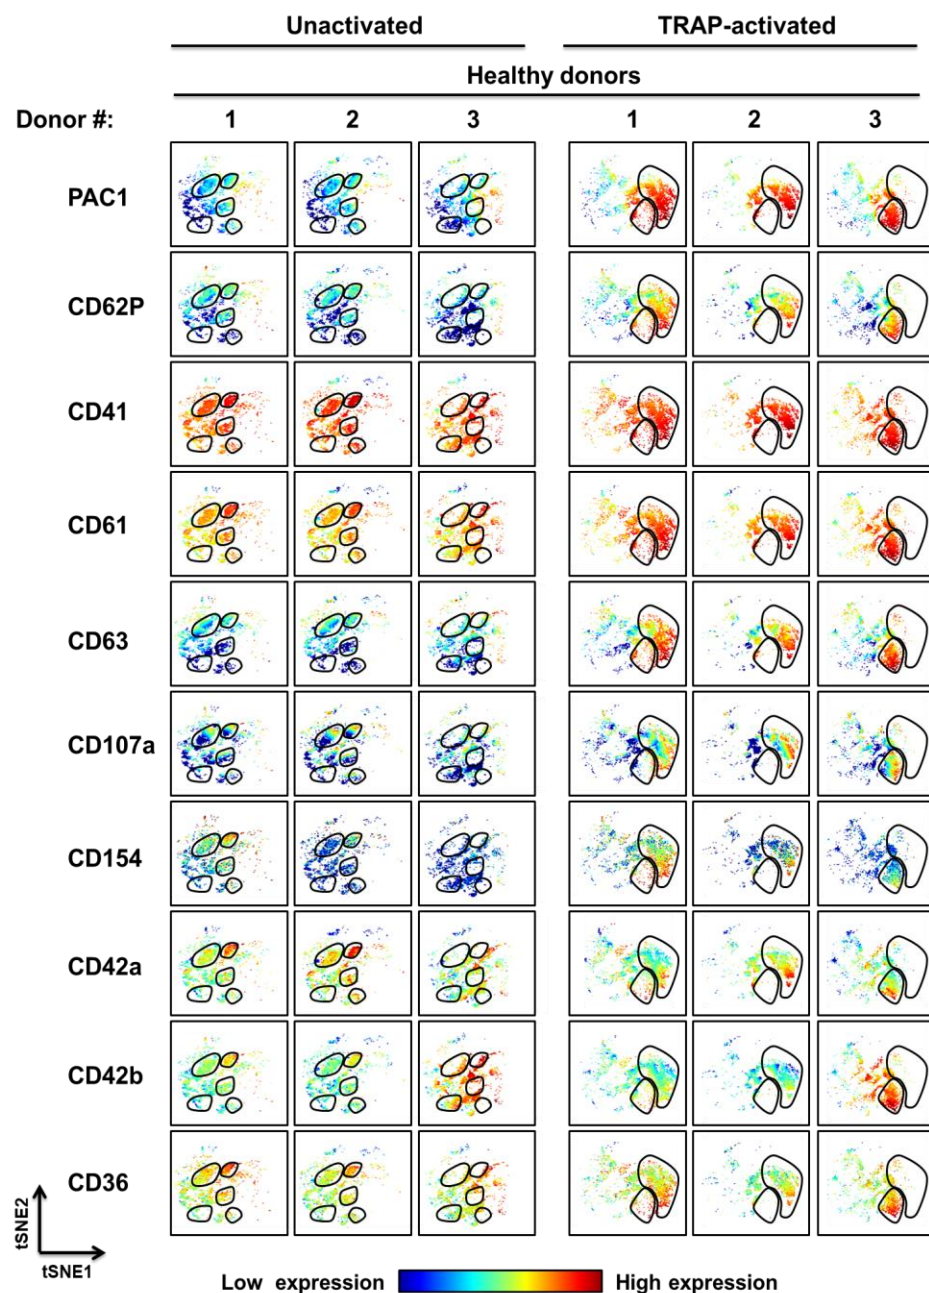 Unactivated TRAP-activated
Healthy donors
Donor #: 1 2 3 1 2 3
PAC1
CD62P
CD41
CD61
CD63
CD107a
CD154
CD42a
CD42b
CD36
tSNE2
tSNE1
Low expression High expression